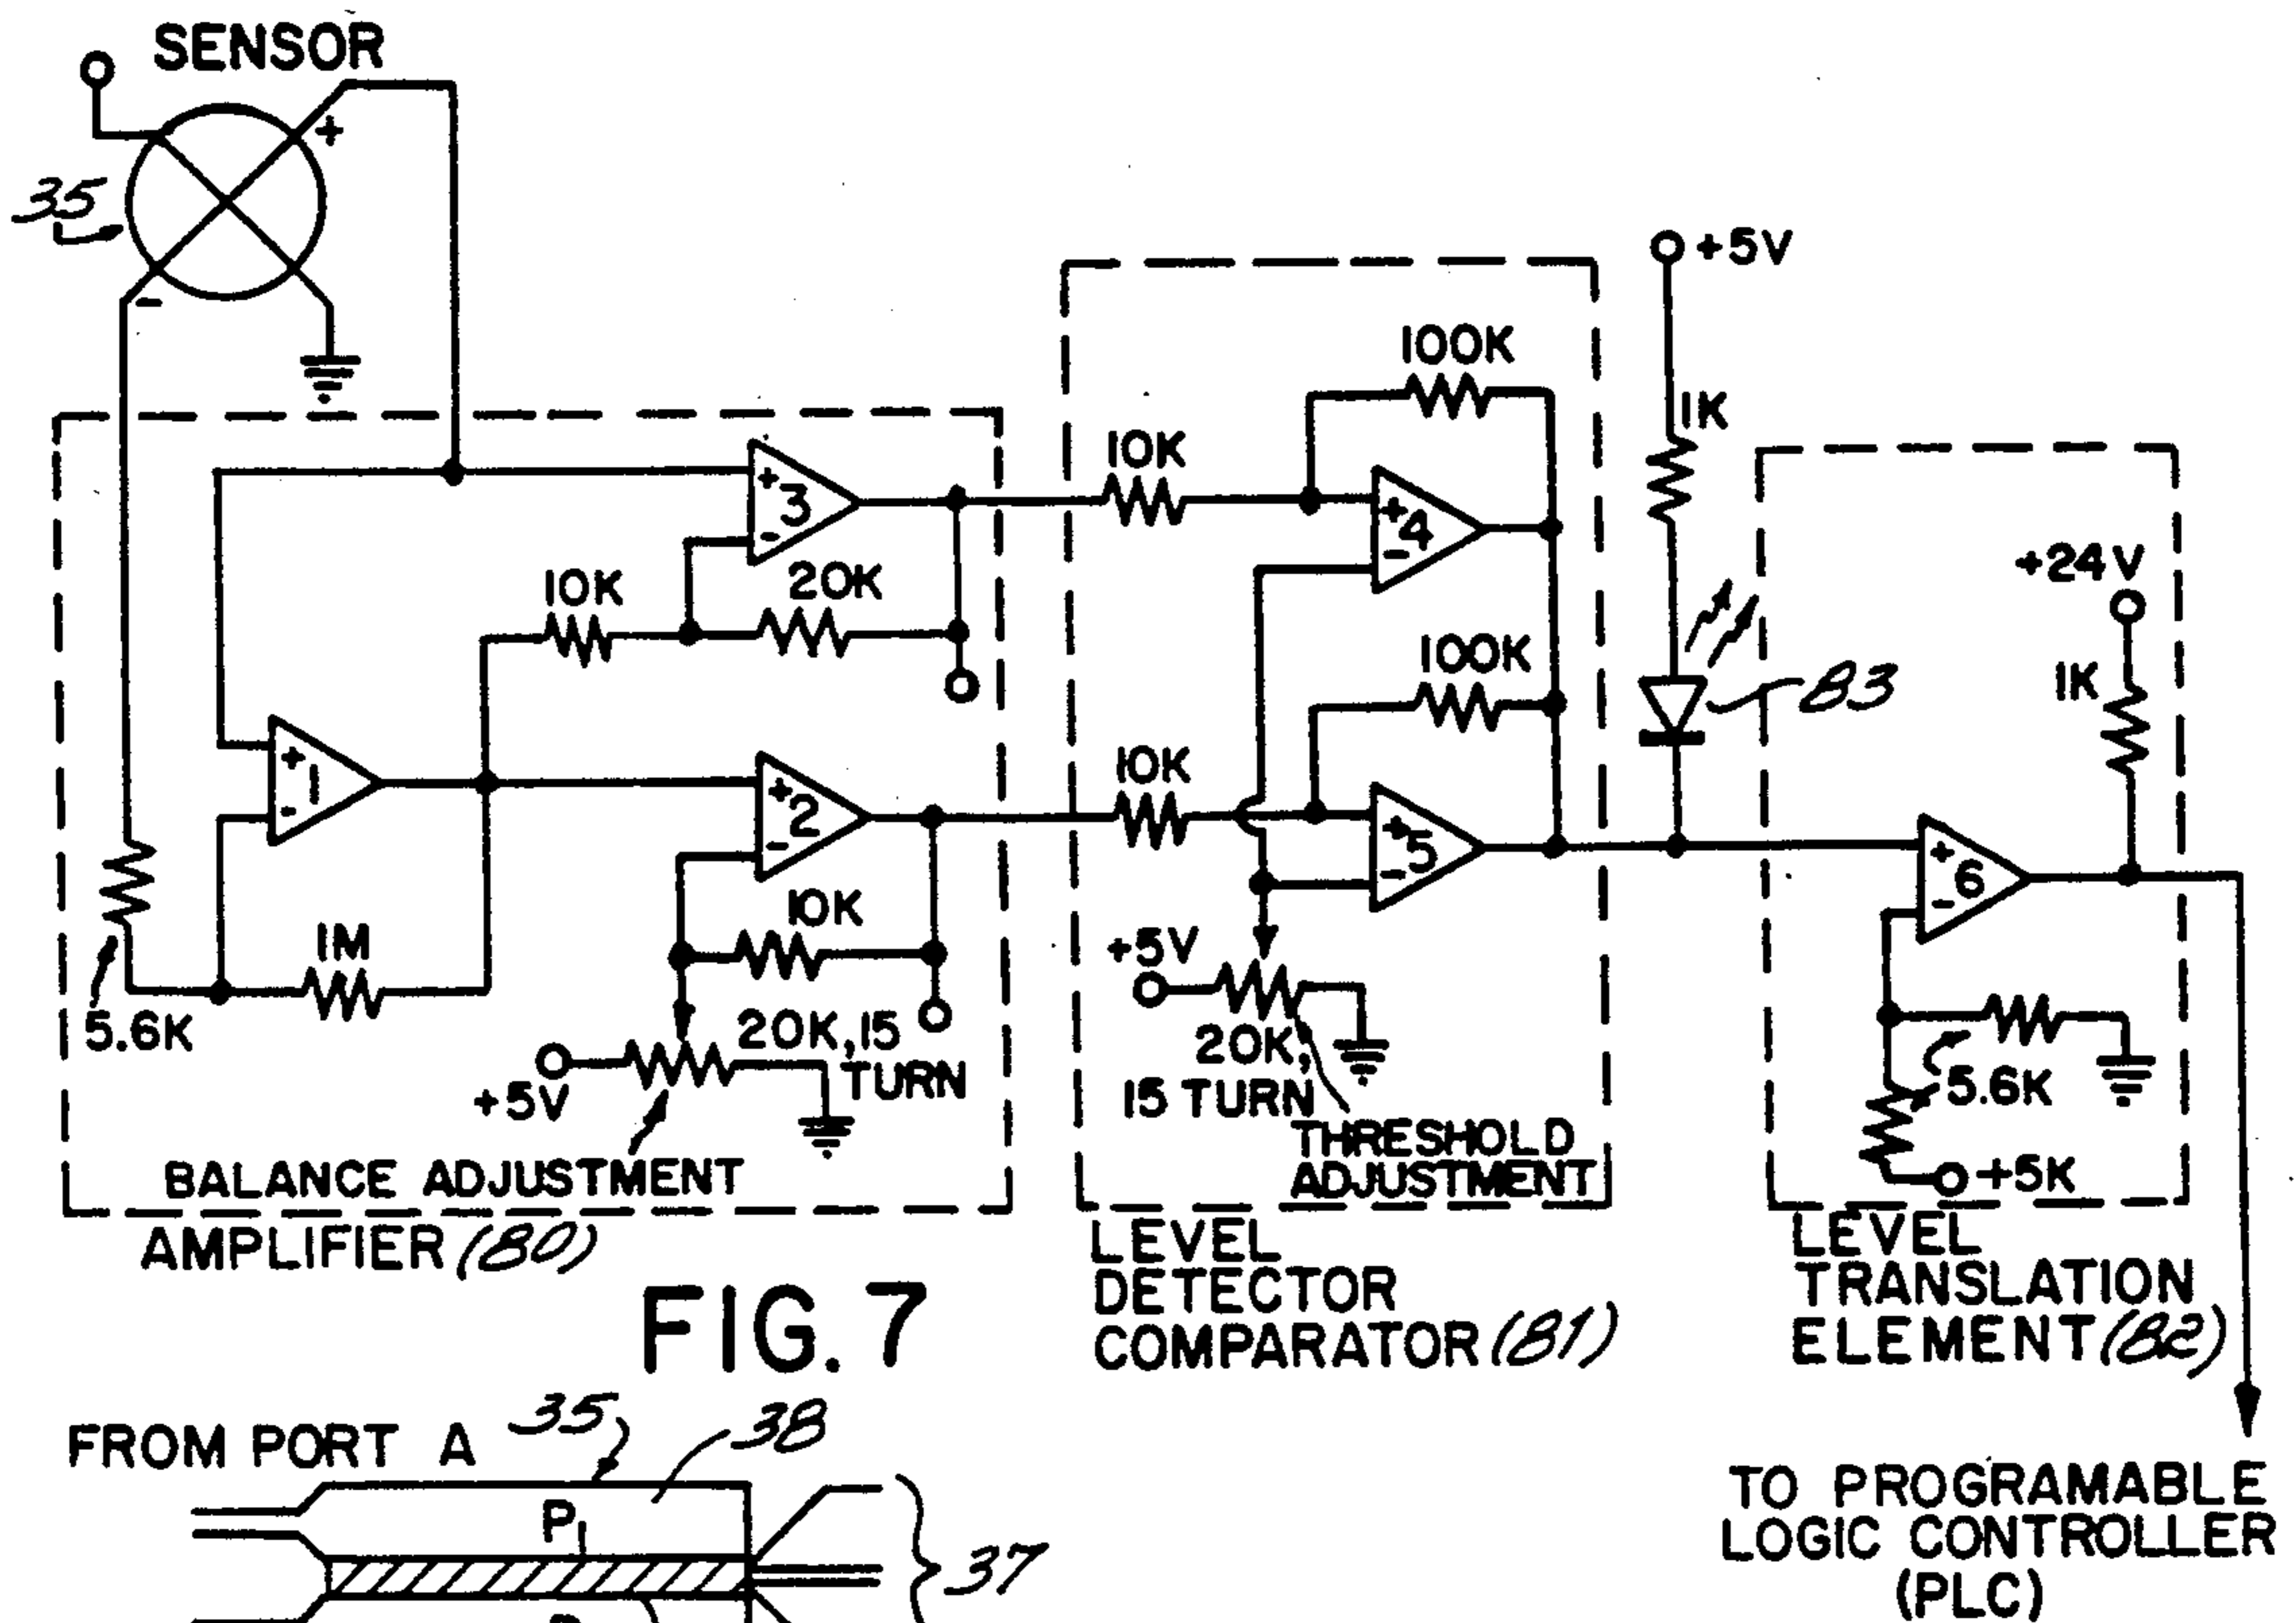 SENSOR
+
35
-
+5V
100K
1K
10K
+
3
-
+
4
-
+24V
10K
20K
100K
1K
83
+
1
-
+
2
-
10K
+
5
-
+
6
-
10K
1M
+5V
5.6K
20K,15
TURN
+5V
20K,
15 TURN
5.6K
THRESHOLD
ADJUSTMENT
+5K
BALANCE ADJUSTMENT
AMPLIFIER (80)
LEVEL
DETECTOR
COMPARATOR (81)
LEVEL
TRANSLATION
ELEMENT (82)
FIG. 7
FROM PORT A
35
38
P1
37
TO PROGRAMABLE
LOGIC CONTROLLER
(PLC)